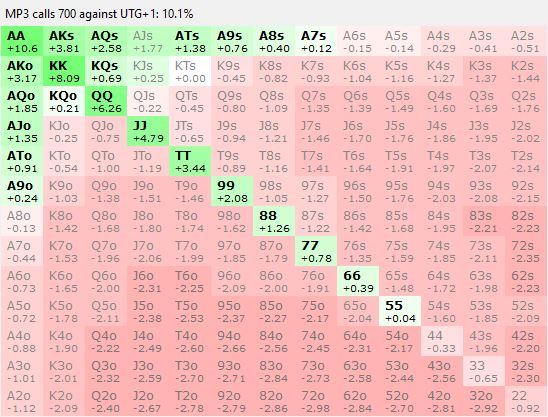 MP3 calls 700 against UTG+1: 10.1%
AA AKs AQs AJs ATs A9s A8s A7s A6s A5s A4s A3s A2s
+10.6 +3.81 +2.58 +1.77 +1.38 +0.76 +0.40 +0.12 -0.15 -0.14 -0.29 -0.41 -0.51
AKo KK KQs KJs KTs K9s K8s K7s K6s K5s K4s K3s K2s
+3.17 +8.09 +0.69 +0.25 +0.00 -0.45 -0.82 -0.93 -1.04 -1.16 -1.27 -1.37 -1.44
AQo KQo QQ QJs QTs Q9s Q8s Q7s Q6s Q5s Q4s Q3s Q2s
+1.85 +0.21 +6.26 -0.22 -0.45 -0.80 -1.09 -1.35 -1.39 -1.49 -1.60 -1.69 -1.76
AJo KJo QJo JJ JTs J9s J8s J7s J6s J5s J4s J3s J2s
+1.35 -0.25 -0.75 +4.79 -0.65 -0.94 -1.21 -1.46 -1.70 -1.76 -1.86 -1.95 -2.02
ATo KTo QTo JTo TT T9s T8s T7s T6s T5s T4s T3s T2s
+0.91 -0.54 -1.00 -1.19 +3.44 -0.89 -1.16 -1.41 -1.64 -1.91 -1.97 -2.07 -2.14
A9o K9o Q9o J9o T9o 99 98s 97s 96s 95s 94s 93s 92s
+0.24 -1.03 -1.38 -1.51 -1.46 +2.08 -1.05 -1.27 -1.50 -1.76 -2.03 -2.08 -2.15
A8o K8o Q8o J8o T8o 98o 88 87s 86s 85s 84s 83s 82s
-0.13 -1.42 -1.68 -1.80 -1.74 -1.62 +1.26 -1.22 -1.42 -1.68 -1.95 -2.21 -2.23
A7o K7o Q7o J7o T7o 97o 87o 77 76s 75s 74s 73s 72s
-0.44 -1.53 -1.96 -2.06 -1.99 -1.85 -1.79 +0.78 -1.35 -1.59 -1.85 -2.11 -2.35
A6o K6o Q6o J6o T6o 96o 86o 76o 66 65s 64s 63s 62s
-0.73 -1.65 -2.00 -2.31 -2.25 -2.09 -2.00 -1.91 +0.39 -1.48 -1.72 -1.98 -2.23
A5o K5o Q5o J5o T5o 95o 85o 75o 65o 55 54s 53s 52s
-0.72 -1.78 -2.11 -2.38 -2.53 -2.37 -2.27 -2.17 -2.04 +0.04 -1.60 -1.85 -2.09
A4o K4o Q4o J4o T4o 94o 84o 74o 64o 54o 44 43s 42s
-0.88 -1.90 -2.22 -2.49 -2.60 -2.66 -2.56 -2.45 -2.31 -2.17 -0.33 -1.96 -2.20
A3o K3o Q3o J3o T3o 93o 83o 73o 63o 53o 43o 33 32s
-1.01 -2.01 -2.32 -2.59 -2.70 -2.71 -2.84 -2.73 -2.58 -2.44 -2.56 -0.65 -2.30
A2o K2o Q2o J2o T2o 92o 82o 72o 62o 52o 42o 32o 22
-1.12 -2.09 -2.40 -2.67 -2.78 -2.79 -2.86 -2.98 -2.84 -2.70 -2.81 -2.92 -0.92